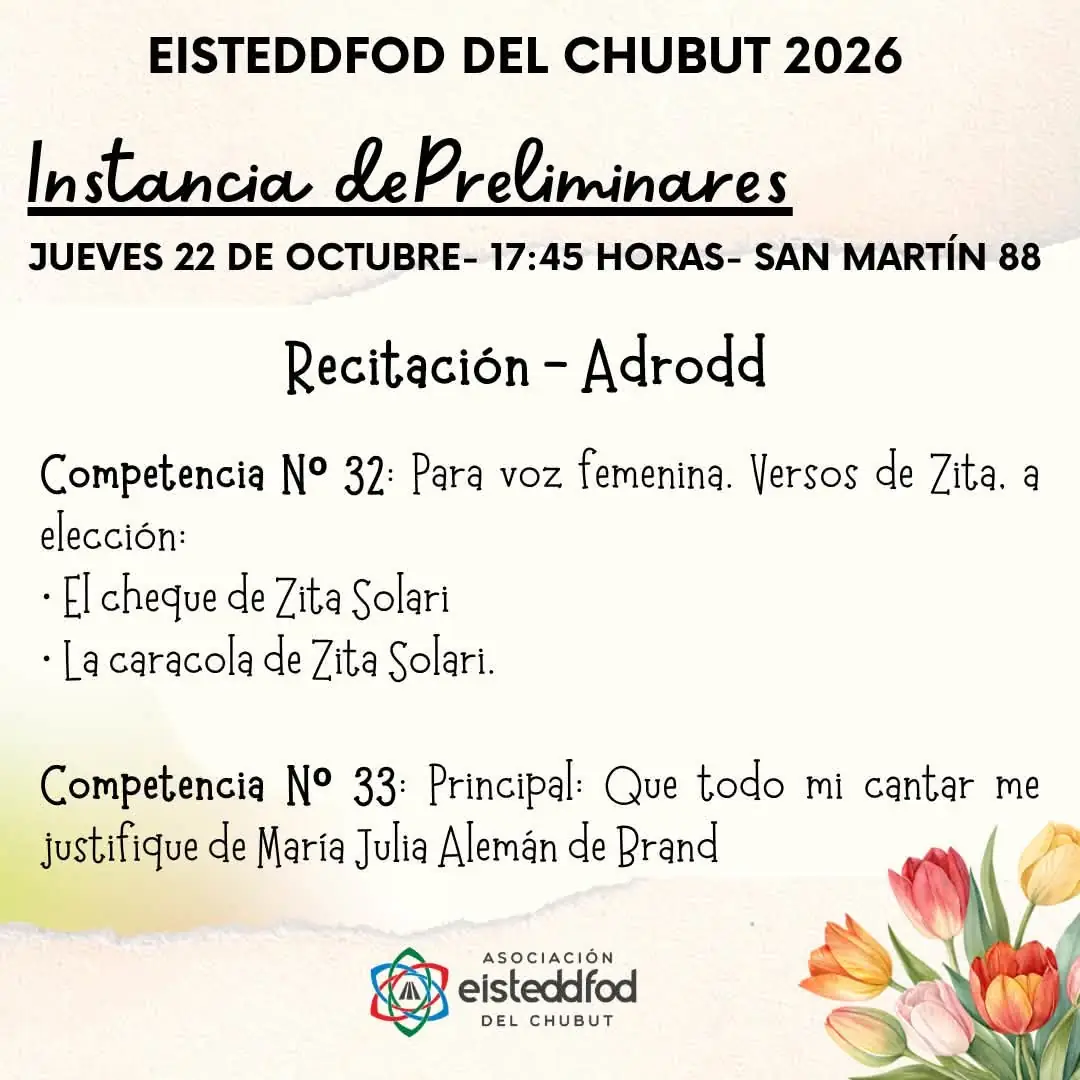 EISTEDDFOD DEL CHUBUT 2026
Instancia de Preliminares
JUEVES 22 DE OCTUBRE- 17:45 HORAS- SAN MARTÍN 88
Recitación - Adrodd
Competencia Nº 32: Para voz femenina. Versos de Zita, a
elección:
• El cheque de Zita Solari
• La caracola de Zita Solari.
Competencia Nº 33: Principal: Que todo mi cantar me
justifique de María Julia Alemán de Brand
ASOCIACIÓN
eisteddfod
DEL CHUBUT